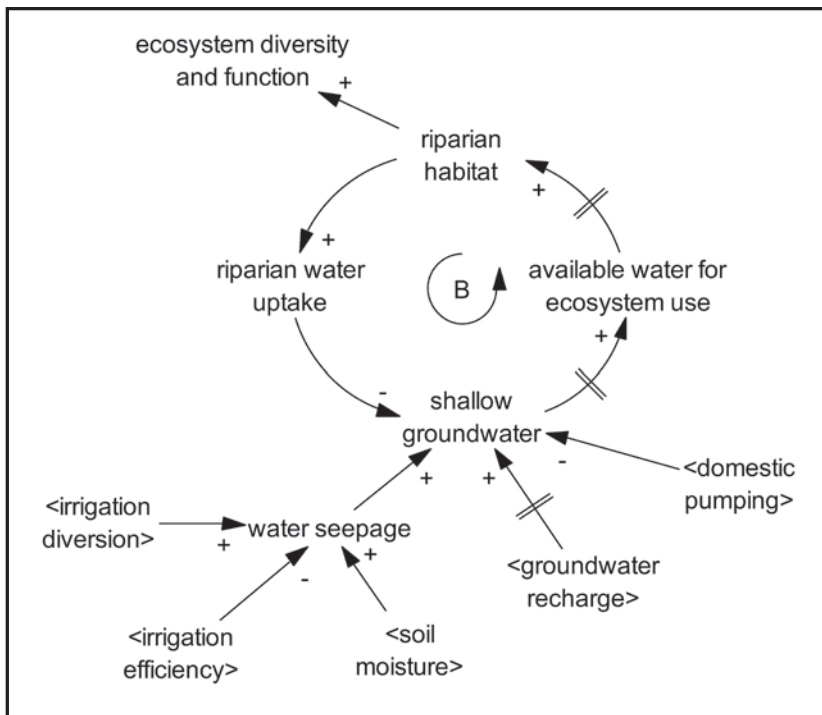 ecosystem diversity
and function
+
riparian
habitat
+
+
riparian water
uptake
B
available water for
ecosystem use
+
-
shallow
groundwater
+
+
-
<domestic
pumping>
<irrigation
diversion>
+
water seepage
-
+
<groundwater
recharge>
<irrigation
efficiency>
<soil
moisture>